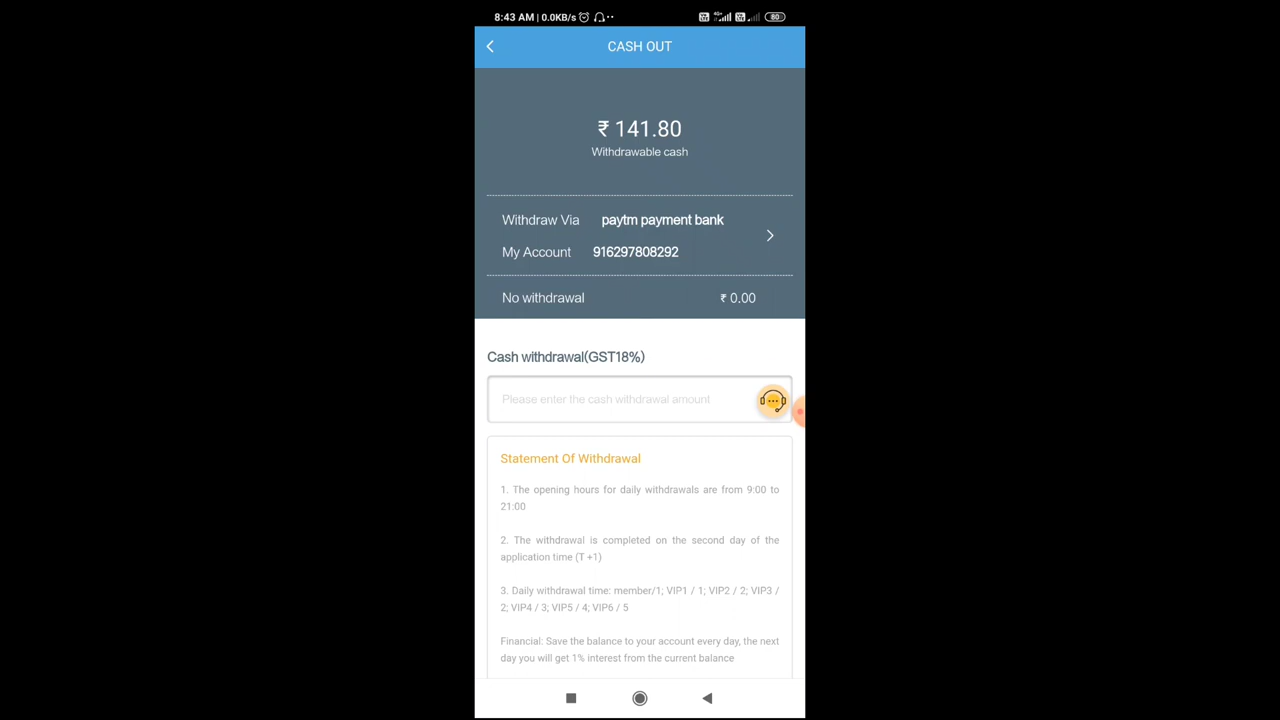 8:43 AM | 0.0KB/s
80
CASH OUT
₹ 141.80
Withdrawable cash
Withdraw Via paytm payment bank
My Account 916297808292
No withdrawal ₹ 0.00
Cash withdrawal(GST18%)
Please enter the cash withdrawal amount
Statement Of Withdrawal
1. The opening hours for daily withdrawals are from 9:00 to
21:00
2. The withdrawal is completed on the second day of the
application time (T +1)
3. Daily withdrawal time: member/1; VIP1 / 1; VIP2 / 2; VIP3 /
2; VIP4 / 3; VIP5 / 4; VIP6 / 5
Financial: Save the balance to your account every day, the next
day you will get 1% interest from the current balance